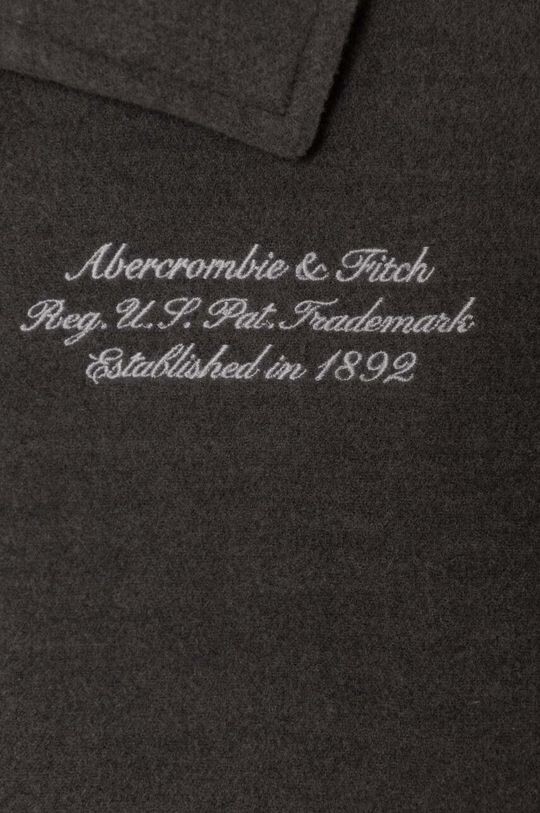 Abercrombie & Fitch
Reg. U.S. Pat. Trademark
Established in 1892